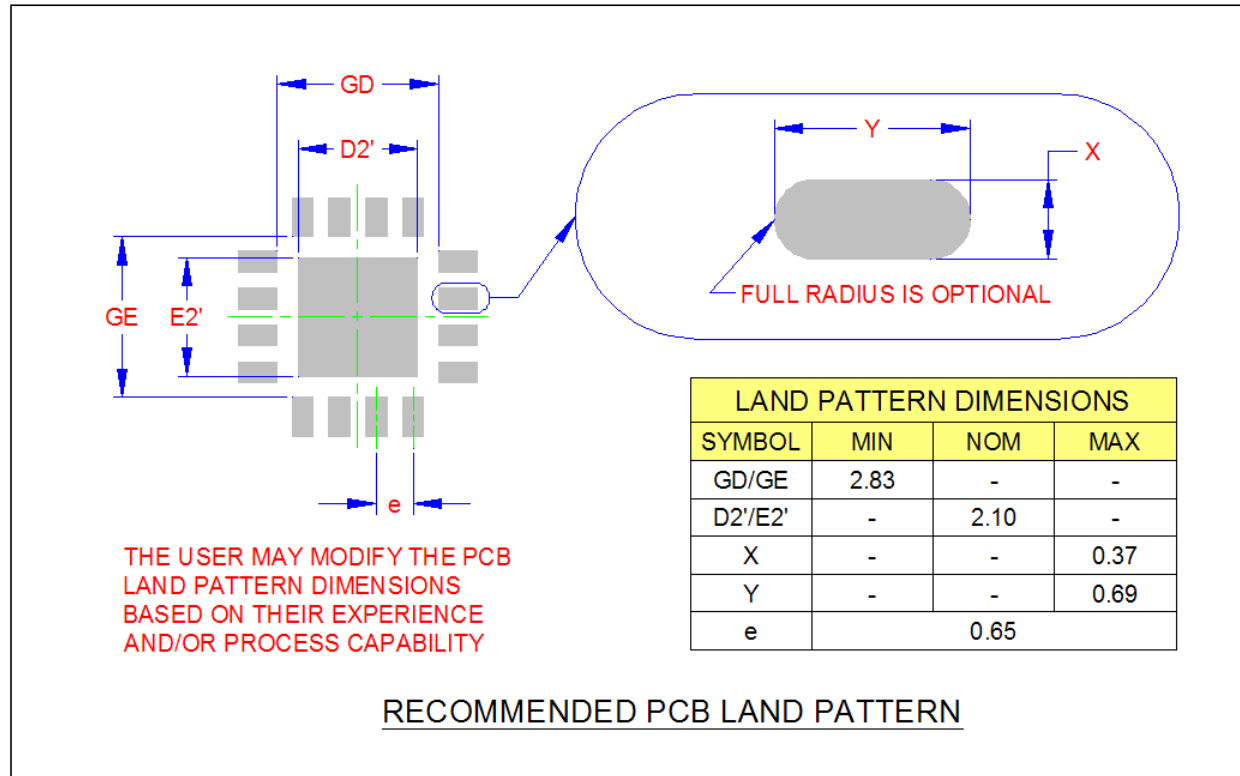 GD
D2'
GE
E2'
e
Y
X
FULL RADIUS IS OPTIONAL
THE USER MAY MODIFY THE PCB
LAND PATTERN DIMENSIONS
BASED ON THEIR EXPERIENCE
AND/OR PROCESS CAPABILITY
LAND PATTERN DIMENSIONS
SYMBOL MIN NOM MAX
GD/GE 2.83 - -
D2'/E2' - 2.10 -
X - - 0.37
Y - - 0.69
e 0.65
RECOMMENDED PCB LAND PATTERN